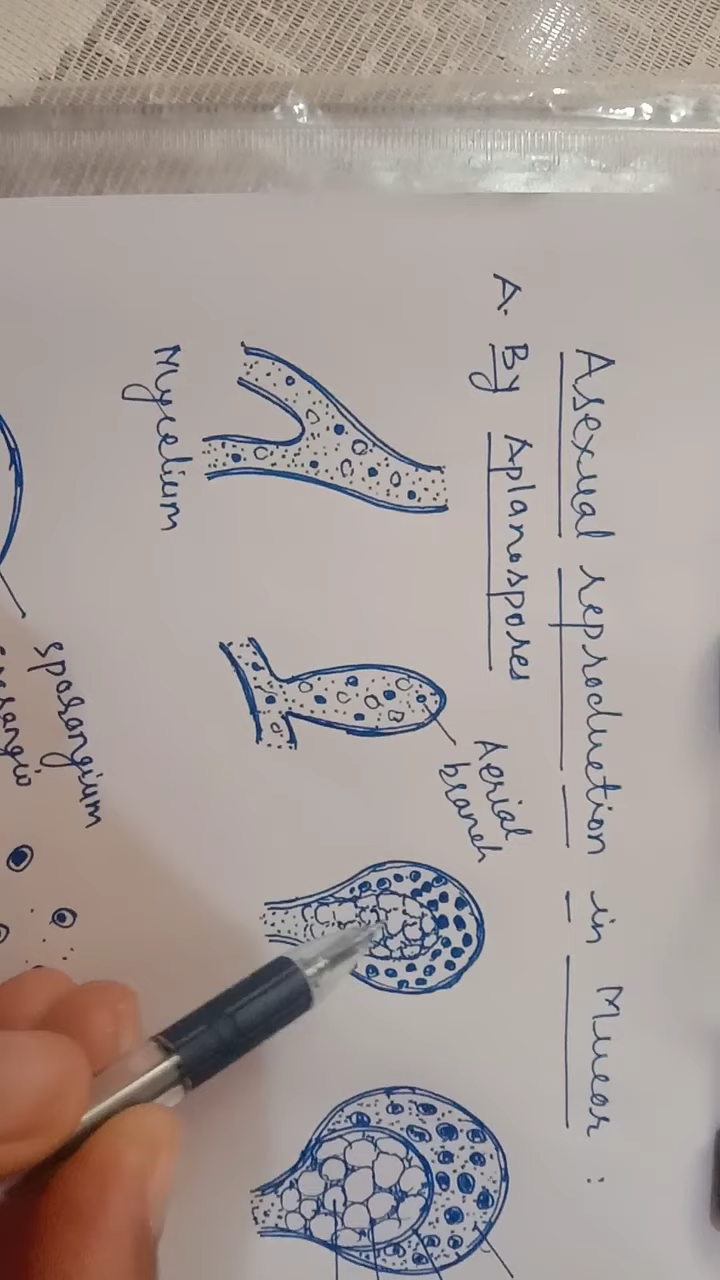 Asexual reproduction in Mucor :
A. By Aplanospores
Aerial
branch
Mycelium
sporangium